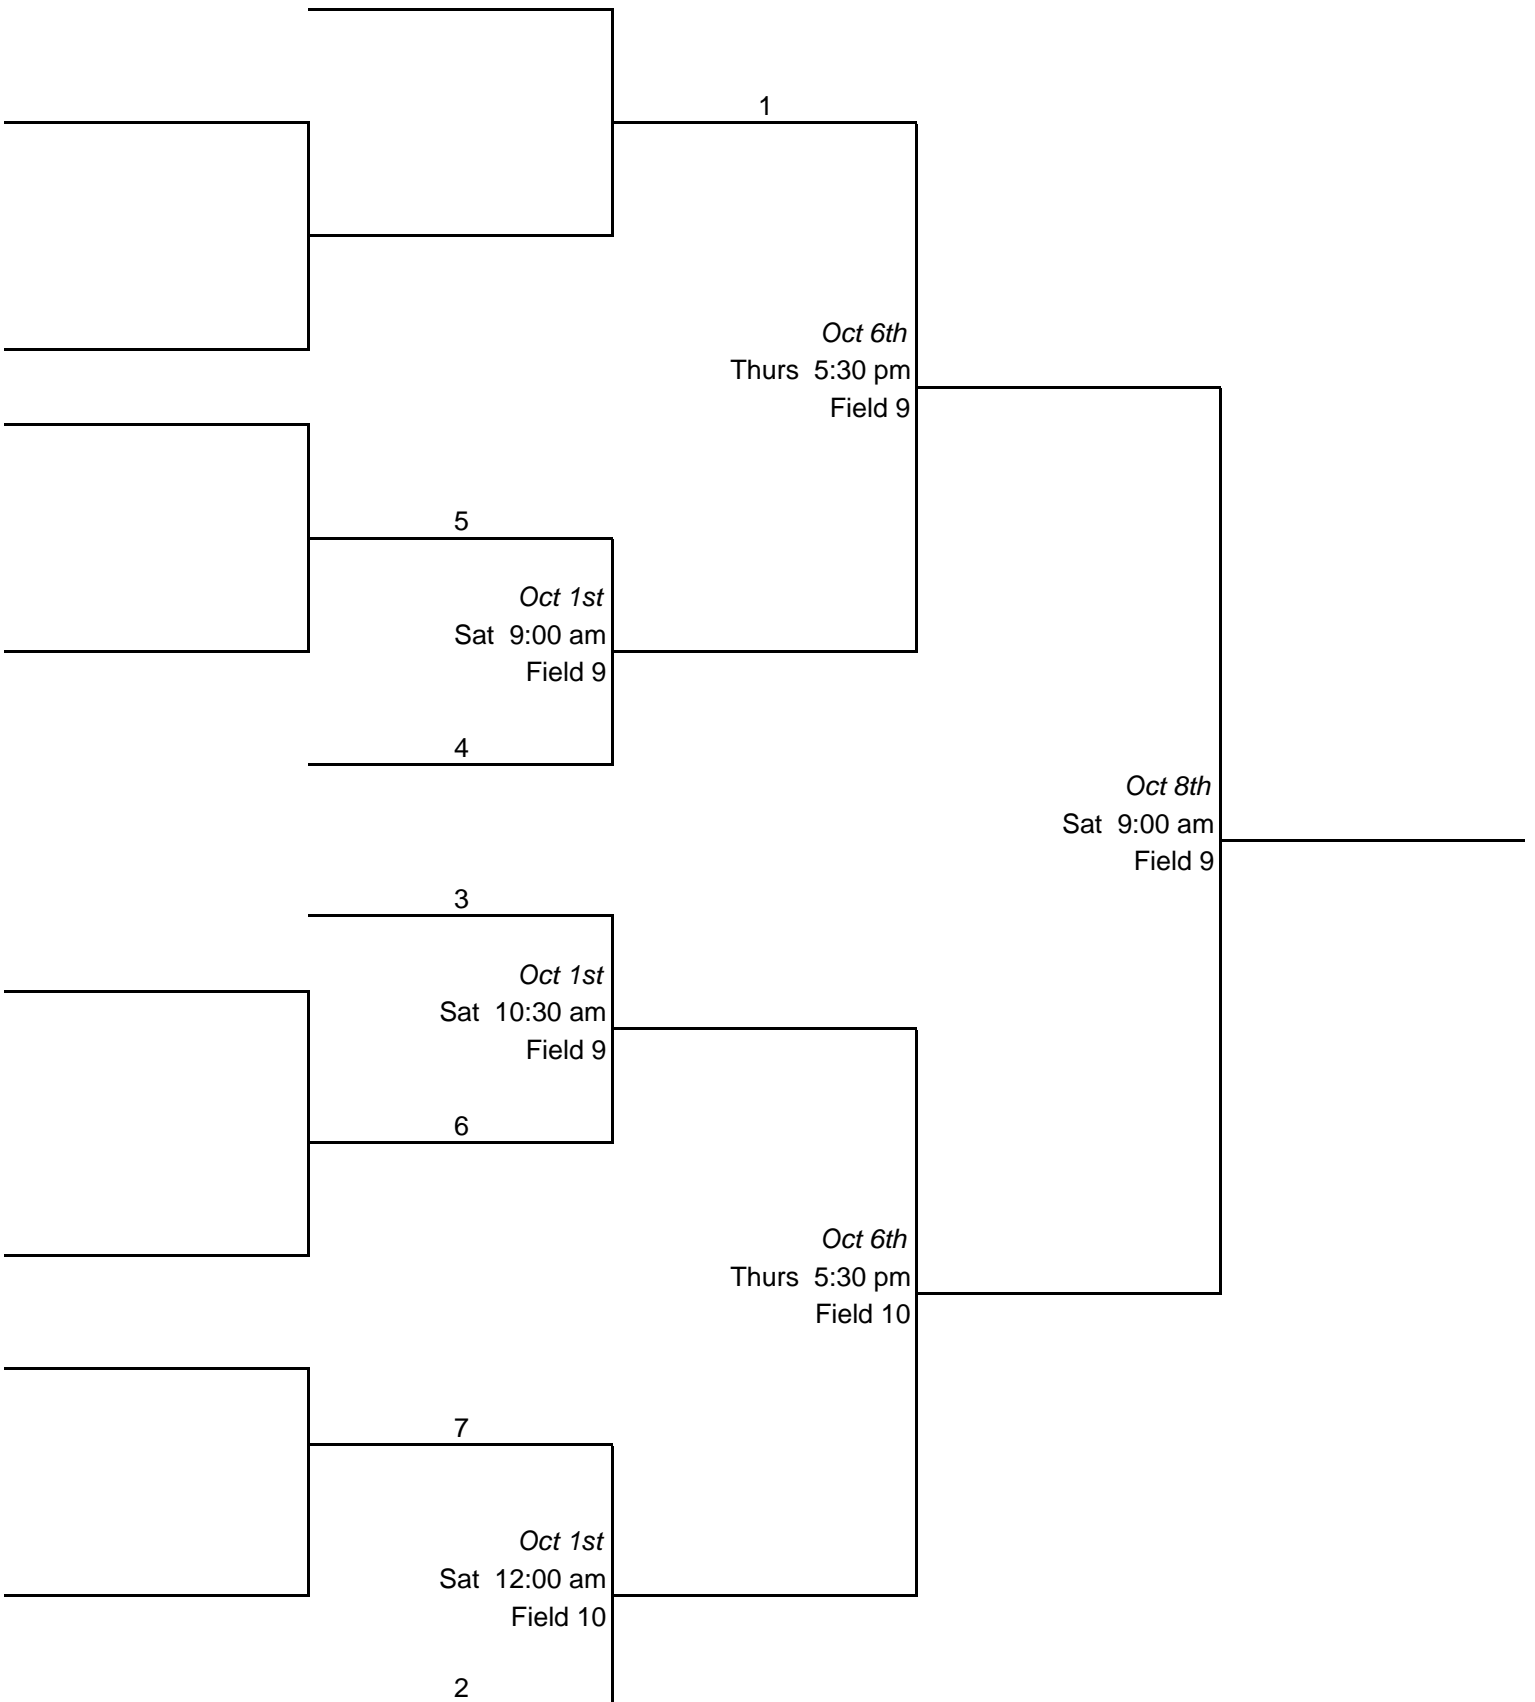 1
Oct 6th
Thurs 5:30 pm
Field 9
5
Oct 1st
Sat 9:00 am
Field 9
4
Oct 8th
Sat 9:00 am
Field 9
3
Oct 1st
Sat 10:30 am
Field 9
6
Oct 6th
Thurs 5:30 pm
Field 10
7
Oct 1st
Sat 12:00 am
Field 10
2